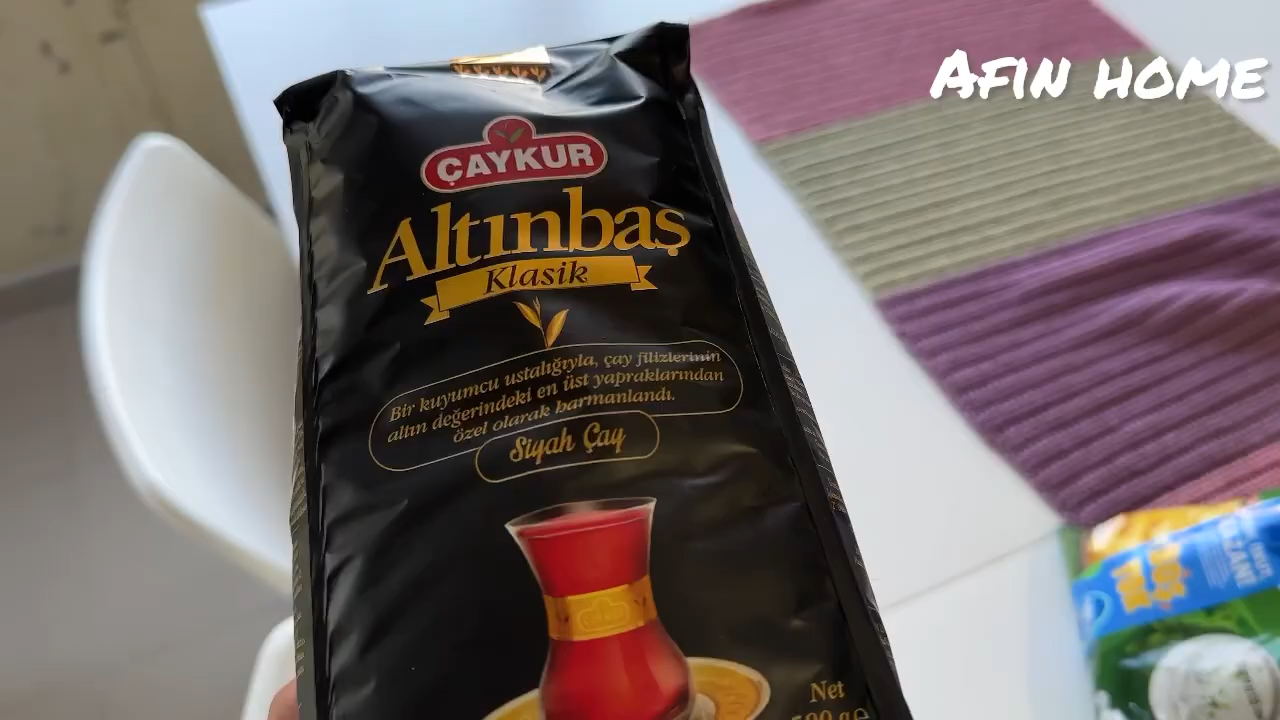 AFIN HOME
ÇAYKUR
Altınbaş
Klasik
Bir kuyumcu ustalığıyla, çay filizlerinin
altın değerindeki en üst yapraklarından
özel olarak harmanlandı.
Siyah Çay
Net